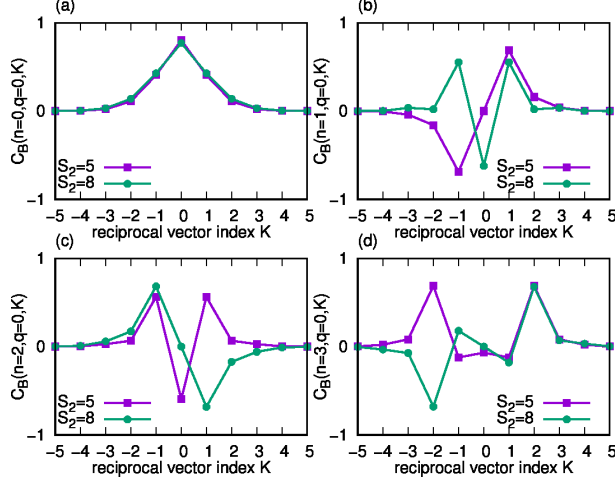 (a)
1
0
−1
C_B(n=0,q=0,K)
S_2=5
S_2=8
−5 −4 −3 −2 −1 0 1 2 3 4 5
reciprocal vector index K
(b)
1
0
−1
C_B(n=1,q=0,K)
S_2=5
S_2=8
−5 −4 −3 −2 −1 0 1 2 3 4 5
reciprocal vector index K
(c)
1
0
−1
C_B(n=2,q=0,K)
S_2=5
S_2=8
−5 −4 −3 −2 −1 0 1 2 3 4 5
reciprocal vector index K
(d)
1
0
−1
C_B(n=3,q=0,K)
S_2=5
S_2=8
−5 −4 −3 −2 −1 0 1 2 3 4 5
reciprocal vector index K